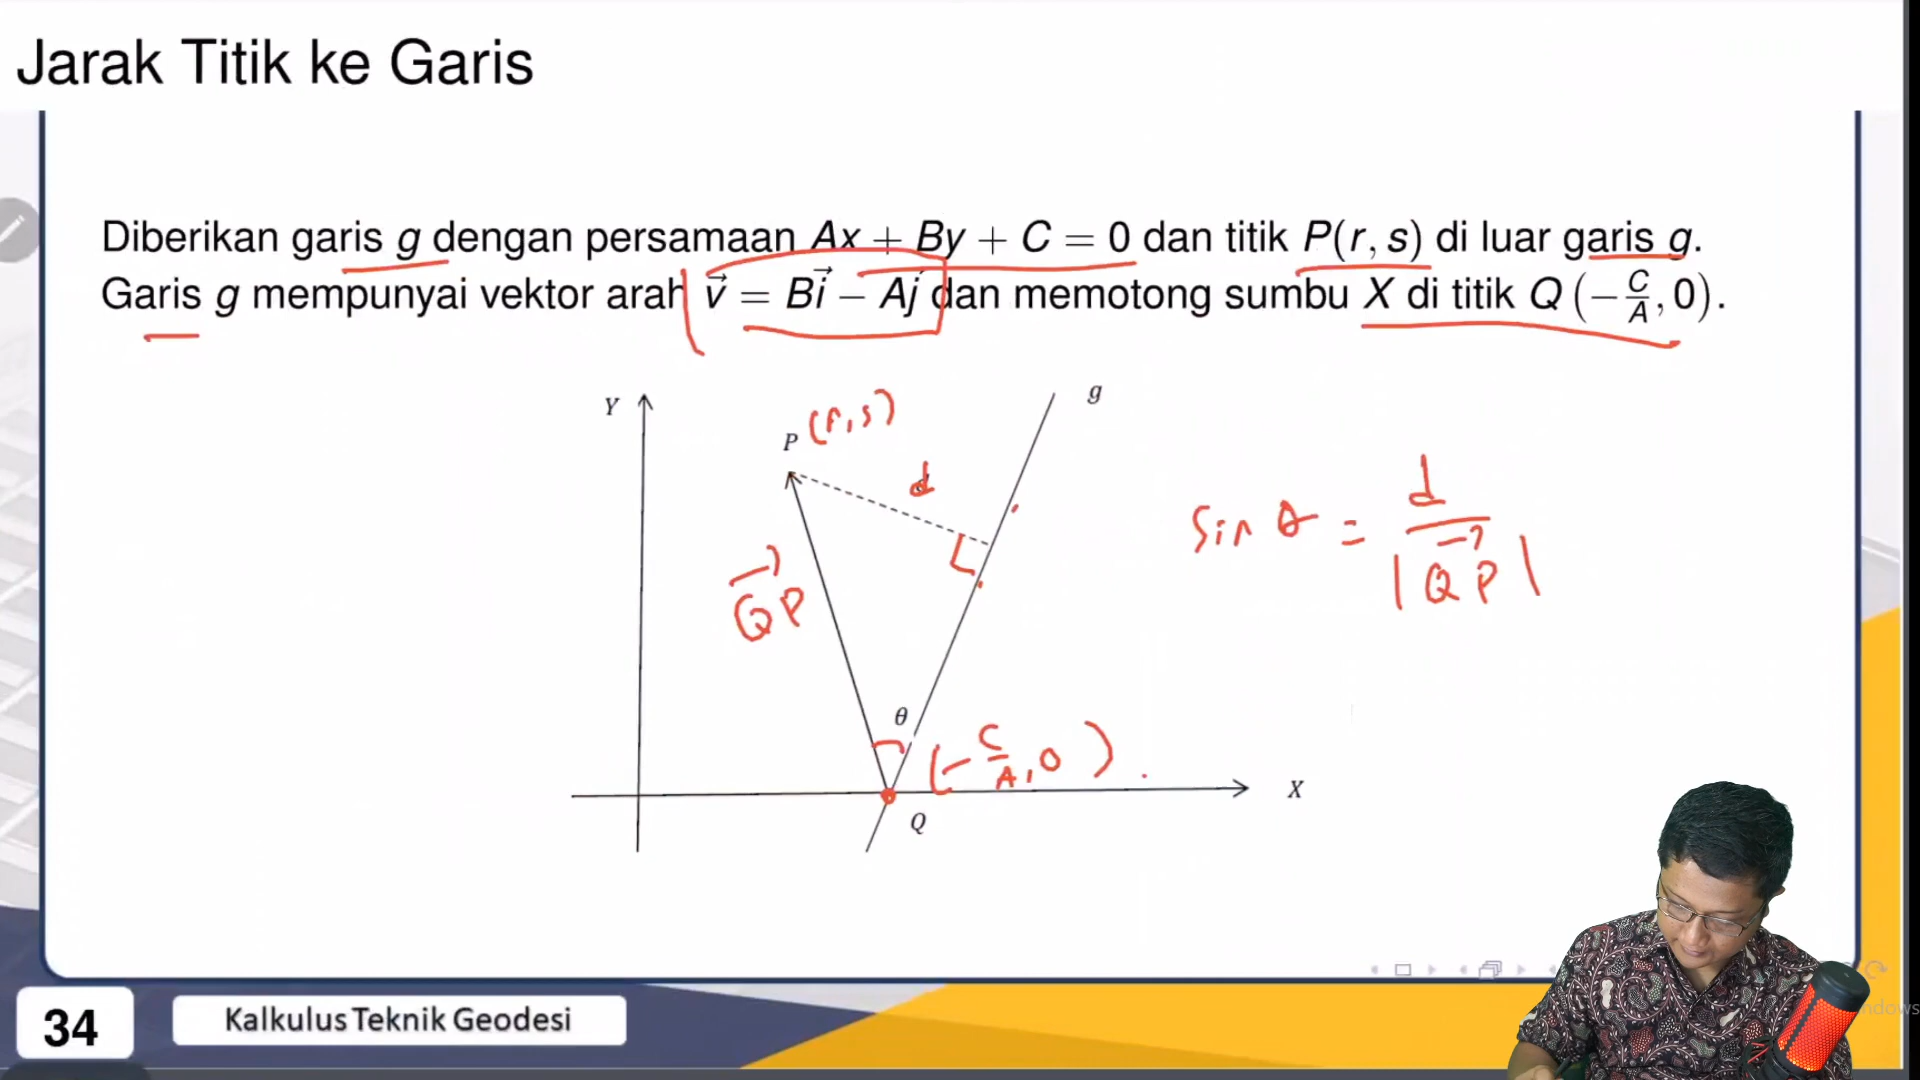 Jarak Titik ke Garis
Diberikan garis g dengan persamaan Ax + By + C = 0 dan titik P(r, s) di luar garis g.
Garis g mempunyai vektor arah v⃗ = Bi⃗ − Aj⃗ dan memotong sumbu X di titik Q (−C/A, 0).
Y
g
P (r, s)
d
sin θ = d / |QP⃗|
QP⃗
θ
(−C/A, 0)
X
Q
34
Kalkulus Teknik Geodesi